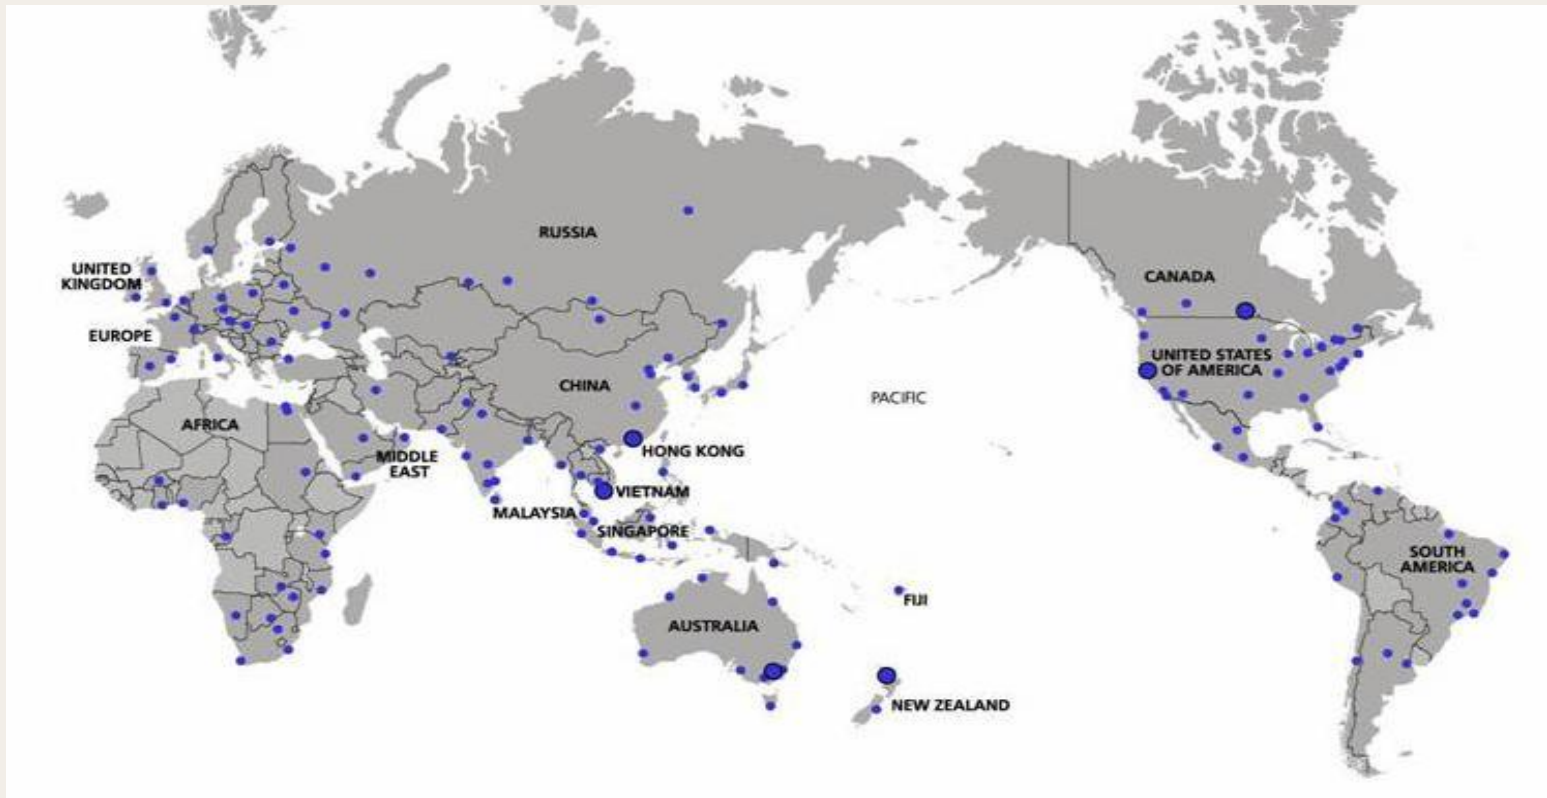 RUSSIA
UNITED
KINGDOM
CANADA
EUROPE
UNITED STATES
OF AMERICA
CHINA
PACIFIC
AFRICA
HONG KONG
MIDDLE
EAST
VIETNAM
MALAYSIA
SINGAPORE
SOUTH
AMERICA
FIJI
AUSTRALIA
NEW ZEALAND